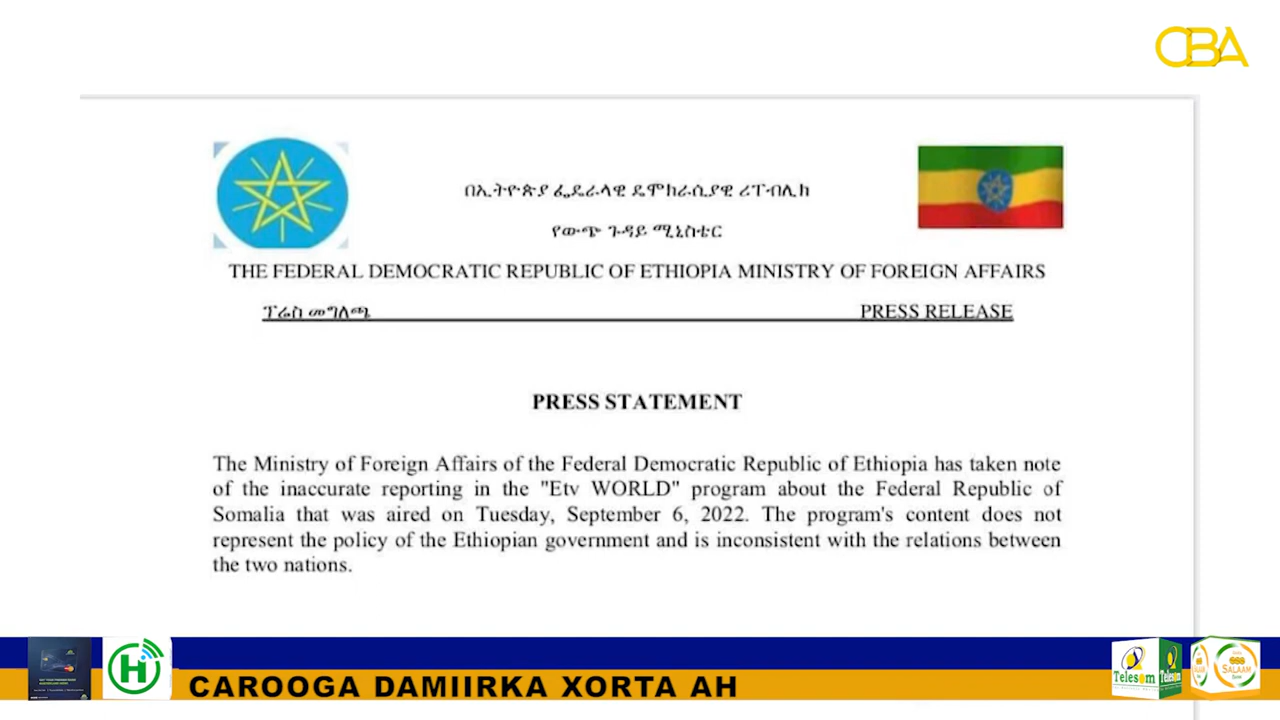 CBA
በኢትዮጵያ ፌዴራላዊ ዴሞክራሲያዊ ሪፐብሊክ
የውጭ ጉዳይ ሚኒስቴር
THE FEDERAL DEMOCRATIC REPUBLIC OF ETHIOPIA MINISTRY OF FOREIGN AFFAIRS
ፕሬስ መግለጫ PRESS RELEASE
PRESS STATEMENT
The Ministry of Foreign Affairs of the Federal Democratic Republic of Ethiopia has taken note
of the inaccurate reporting in the "Etv WORLD" program about the Federal Republic of
Somalia that was aired on Tuesday, September 6, 2022. The program's content does not
represent the policy of the Ethiopian government and is inconsistent with the relations between
the two nations.
H
CAROOGA DAMIIRKA XORTA AH
Telesom
Telesom
SALAAM